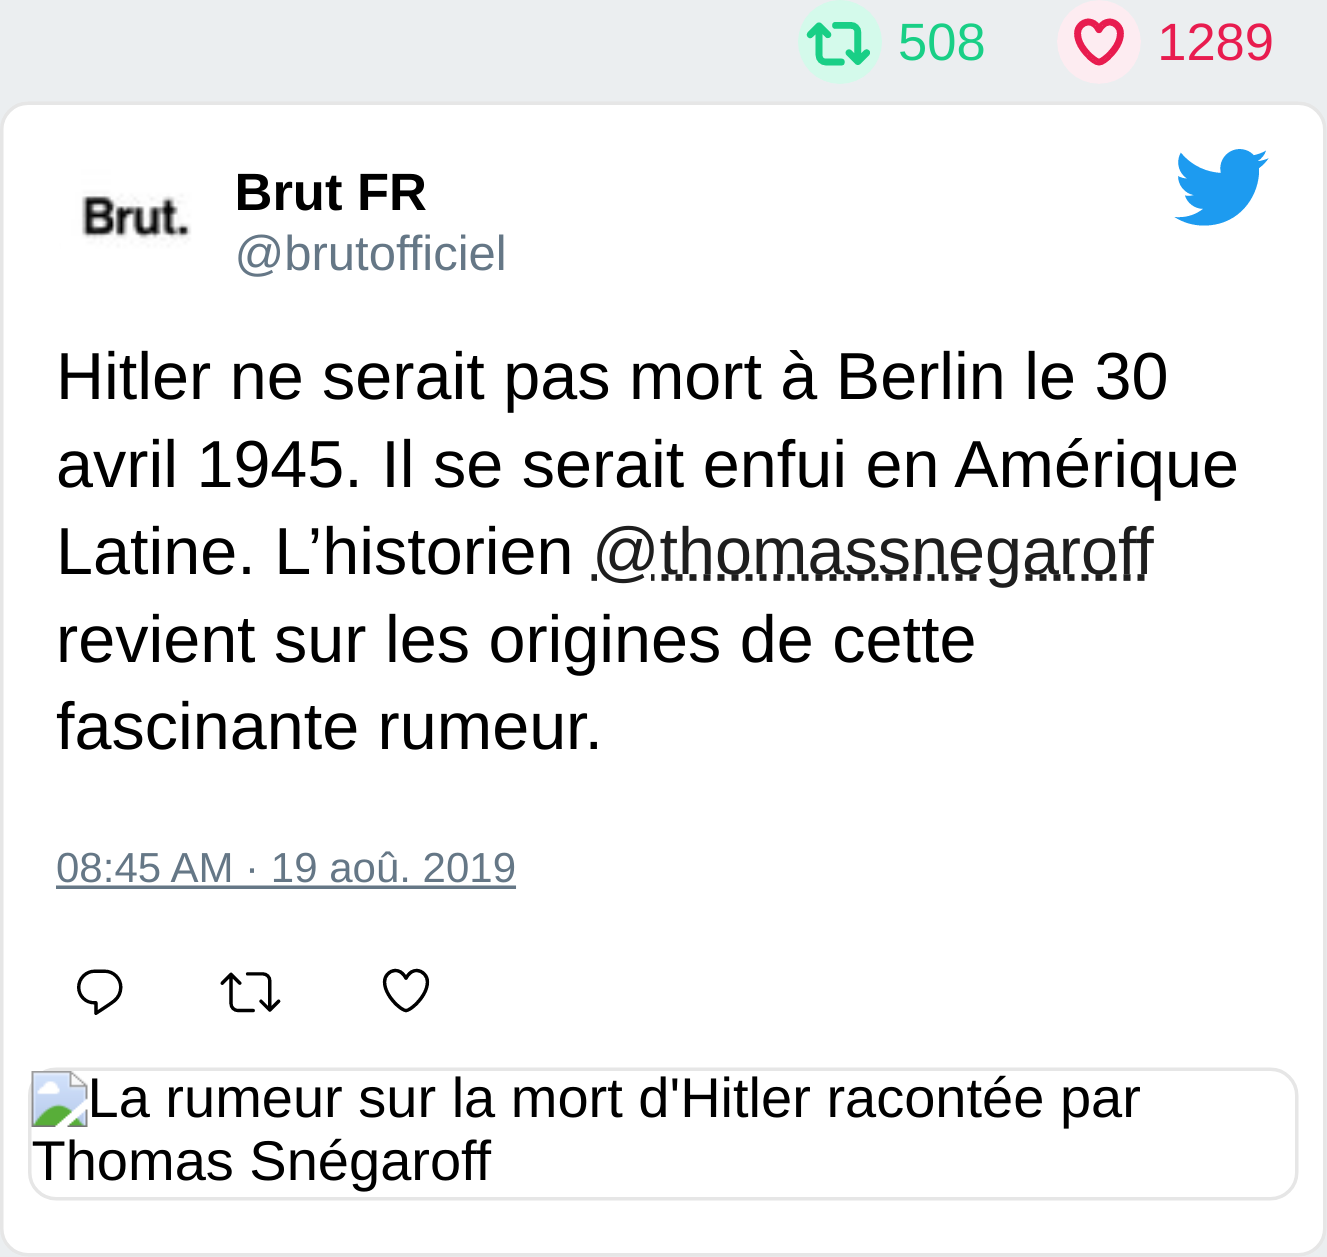 508 1289
Brut.
Brut FR
@brutofficiel
Hitler ne serait pas mort à Berlin le 30
avril 1945. Il se serait enfui en Amérique
Latine. L’historien @thomassnegaroff
revient sur les origines de cette
fascinante rumeur.
08:45 AM · 19 aoû. 2019
La rumeur sur la mort d'Hitler racontée par
Thomas Snégaroff